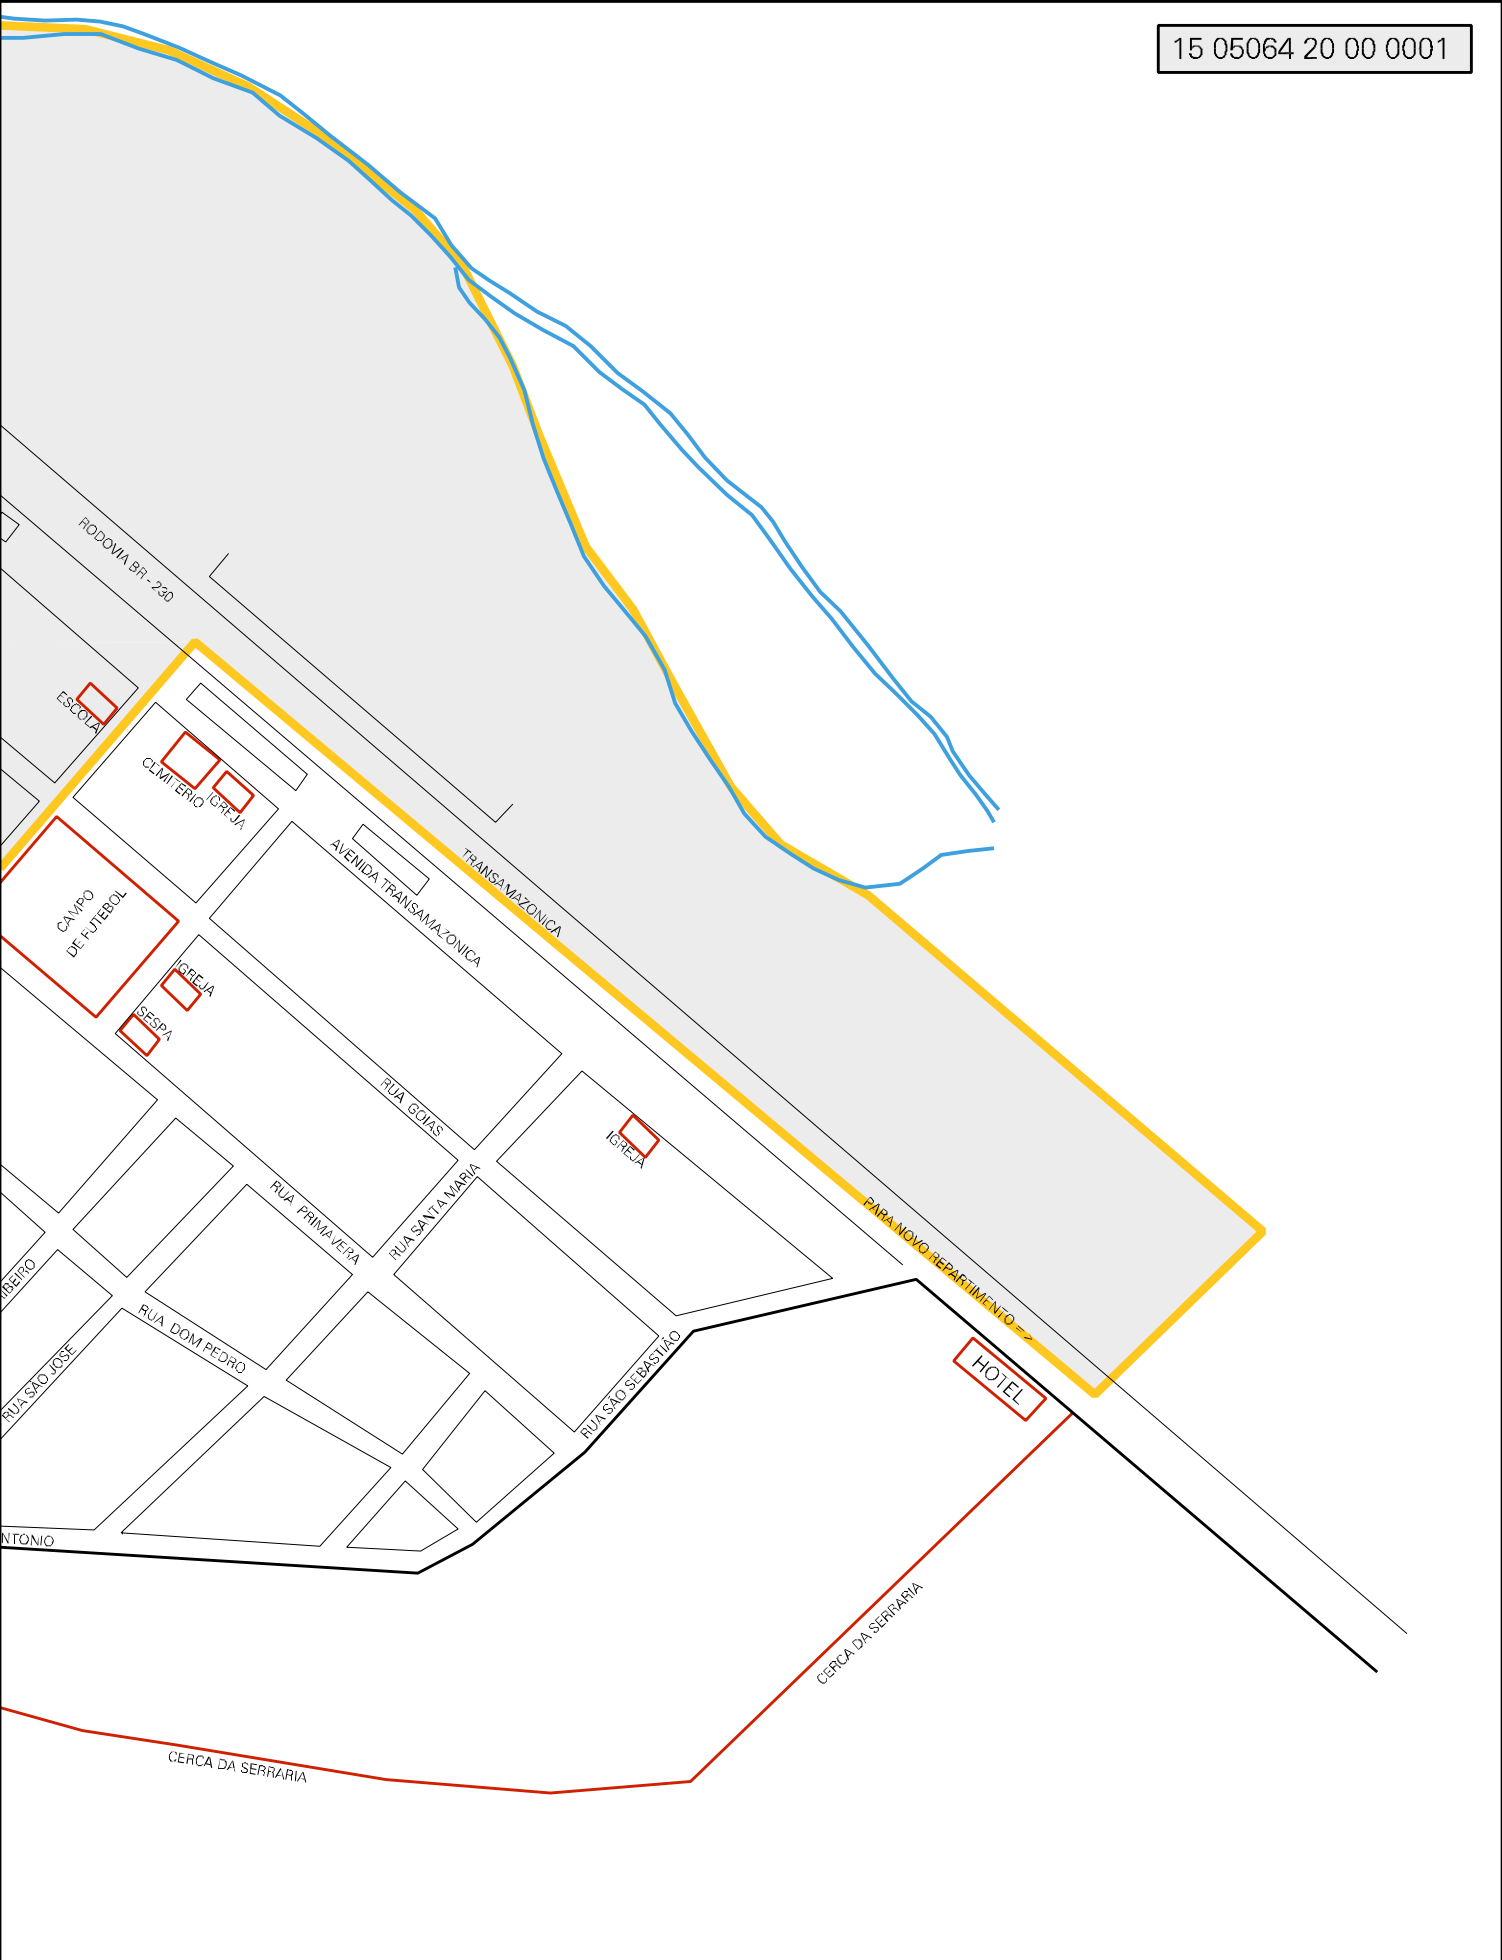 15 05064 20 00 0001
RODOVIA BR - 230
ESCOLA
CEMITERIO
IGREJA
AVENIDA TRANSAMAZONICA
TRANSAMAZONICA
CAMPO
DE FUTEBOL
IGREJA
SESPA
RUA GOIAS
IGREJA
RUA SANTA MARIA
RUA PRIMAVERA
PARA NOVO REPARTIMENTO = >
IBEIRO
RUA DOM PEDRO
RUA SÃO JOSE
RUA SÃO SEBASTIÃO
HOTEL
NTONIO
CERCA DA SERRARIA
CERCA DA SERRARIA